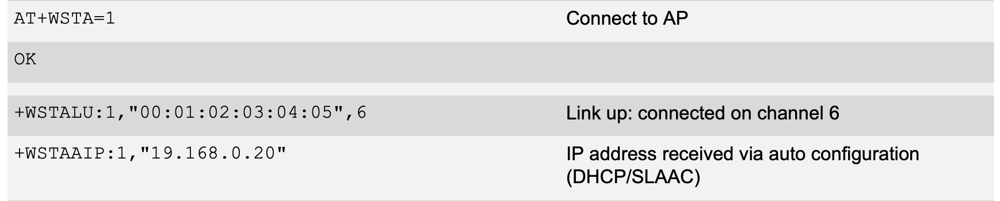 AT+WSTA=1 Connect to AP
OK
+WSTALU:1,"00:01:02:03:04:05",6 Link up: connected on channel 6
+WSTAAIP:1,"19.168.0.20" IP address received via auto configuration
(DHCP/SLAAC)